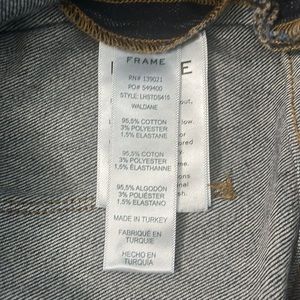 FRAME
RN# 139021
PO# 549400
STYLE: LHSTDS415
WALDANE
95,5% COTTON
3% POLYESTER
1,5% ELASTANE
95,5% COTON
3% POLYESTER
1,5% ELASTHANNE
95,5% ALGODÓN
3% POLIÉSTER
1,5% ELASTANO
MADE IN TURKEY
FABRIQUÉ EN
TURQUIE
HECHO EN
TURQUÍA